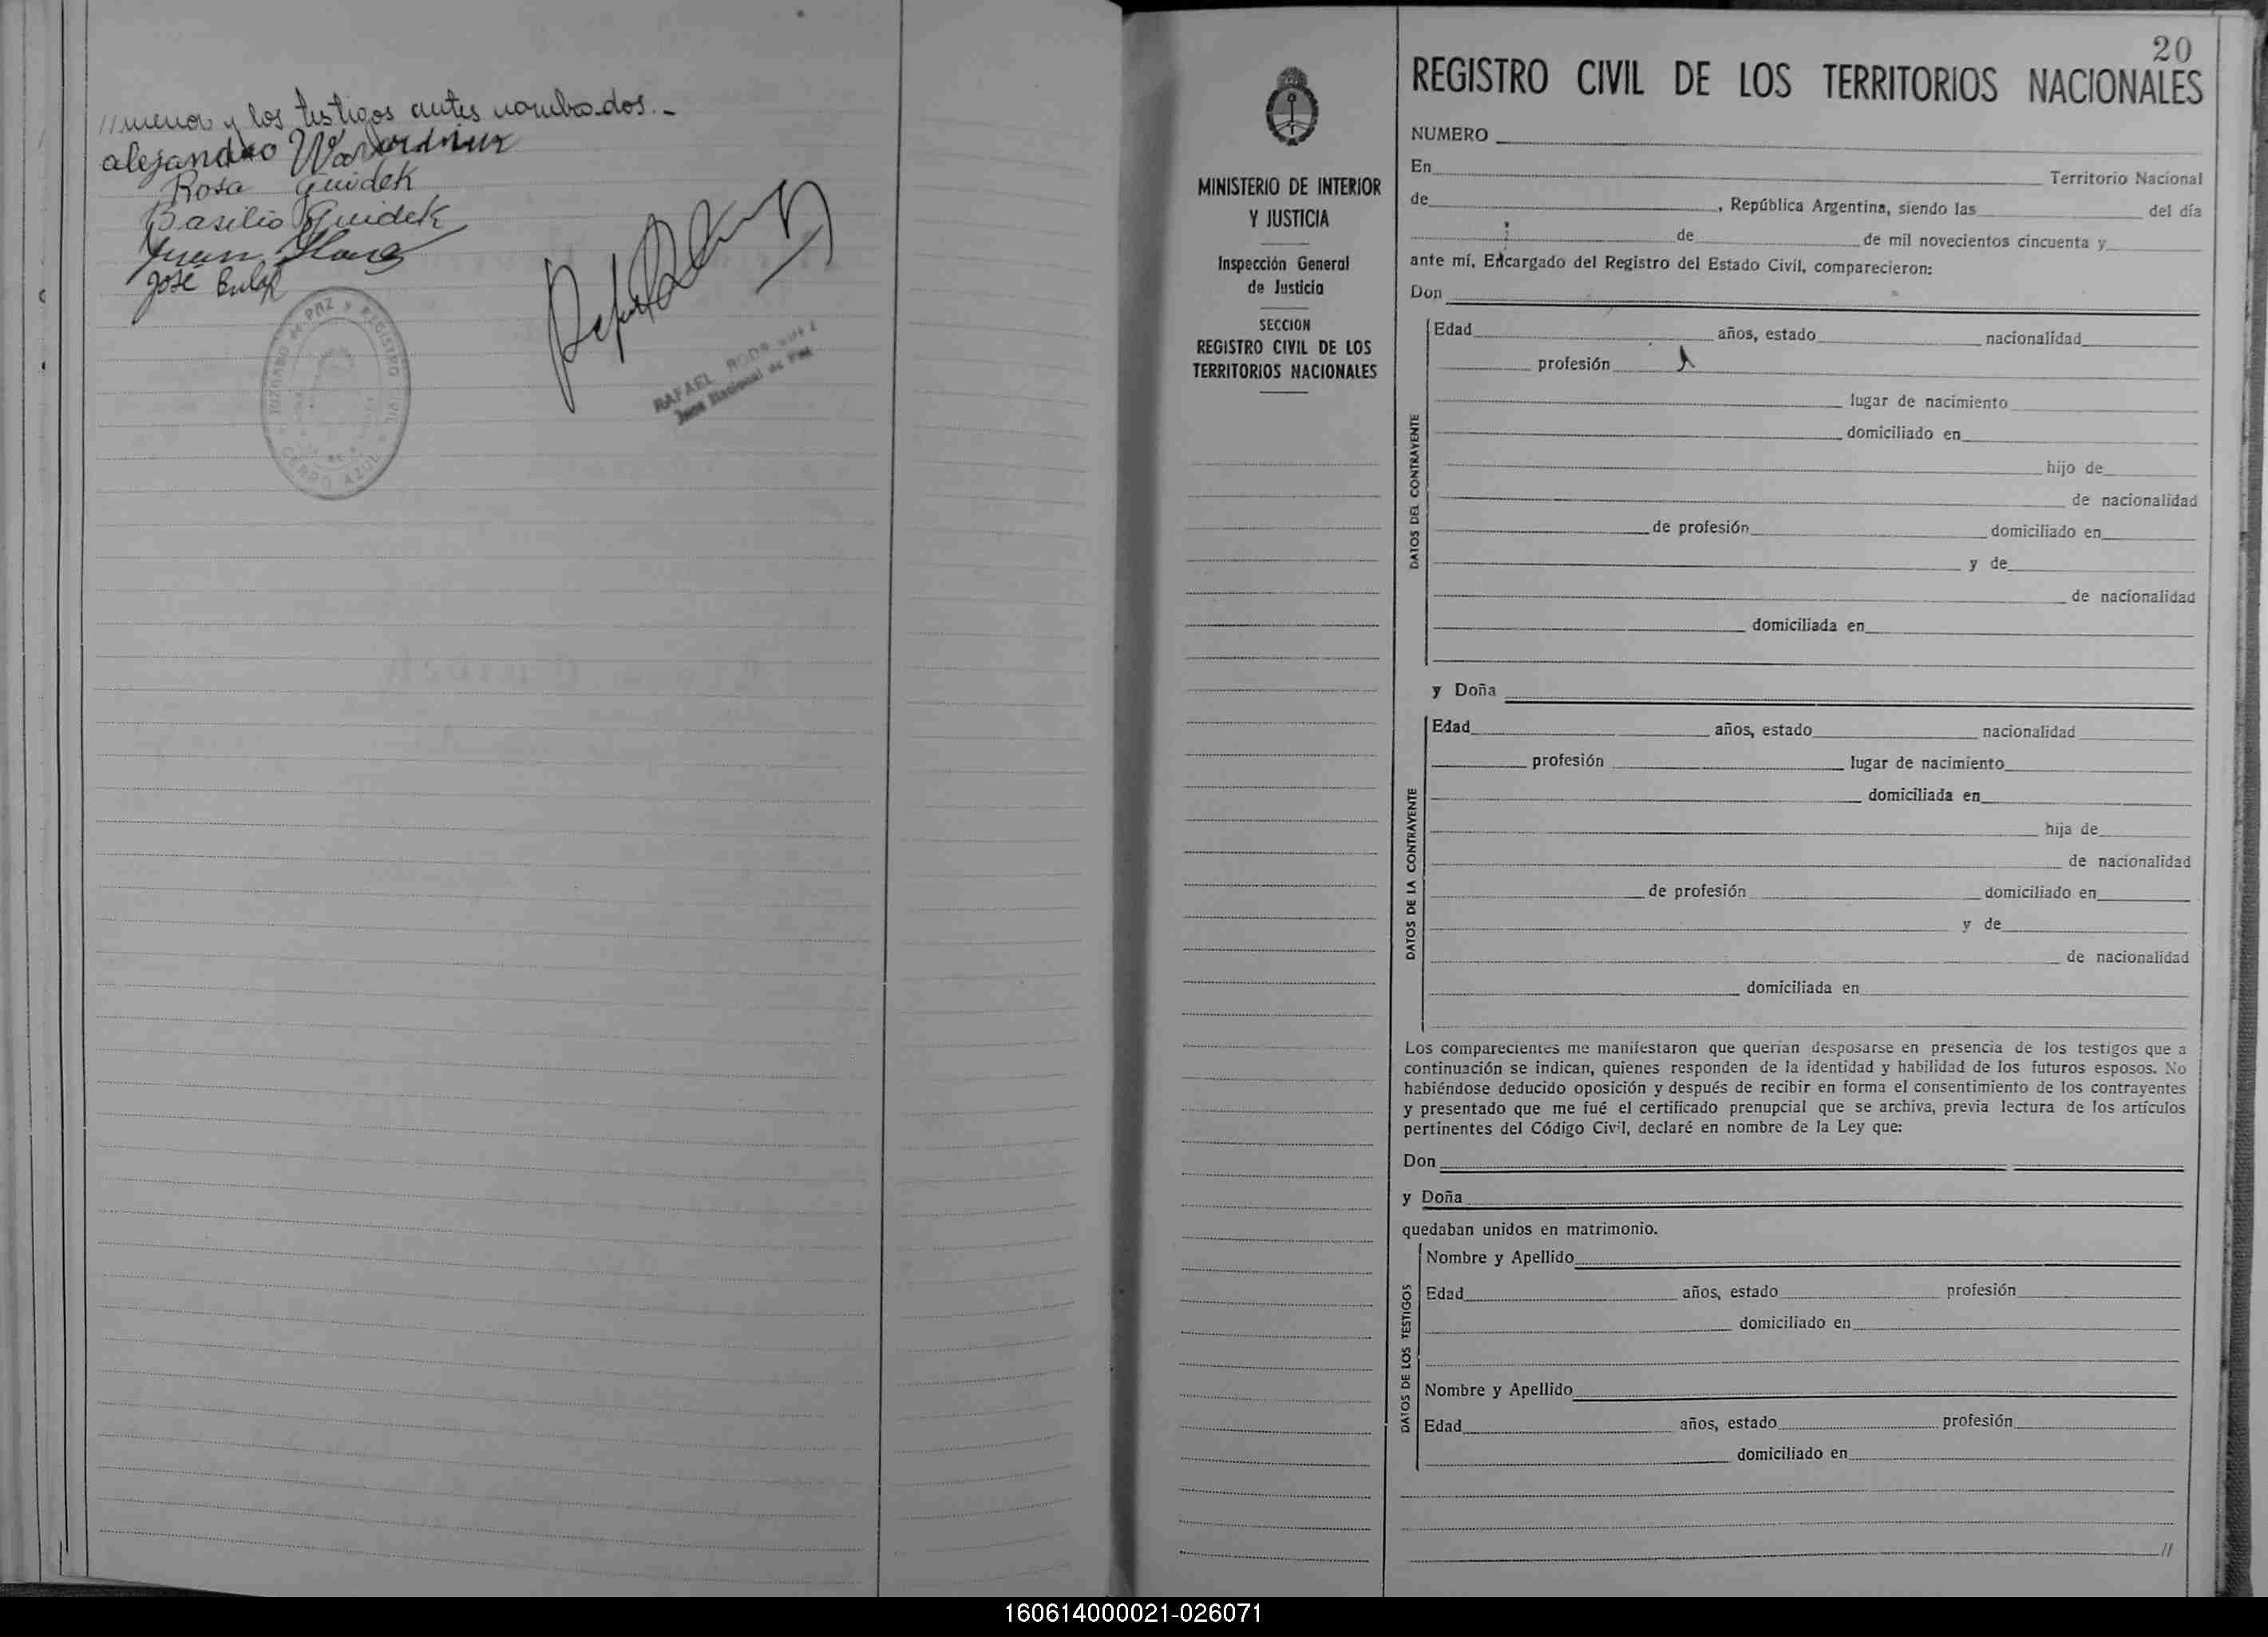 //menor y los testigos antes nombrados.-
alejandro
Rosa Guidek
Basilio Guidek
Juan
José
JUZGADO de PAZ y REGISTRO CIVIL
CERRO AZUL
RAFAEL
Juez Nacional de Paz
20
REGISTRO CIVIL DE LOS TERRITORIOS NACIONALES
MINISTERIO DE INTERIOR
Y JUSTICIA
Inspección General
de Justicia
SECCION
REGISTRO CIVIL DE LOS
TERRITORIOS NACIONALES
NUMERO
En Territorio Nacional
de , República Argentina, siendo las del día
de de mil novecientos cincuenta y
ante mí, Encargado del Registro del Estado Civil, comparecieron:
Don
DATOS DEL CONTRAYENTE
Edad años, estado nacionalidad
profesión
lugar de nacimiento
domiciliado en
hijo de
de nacionalidad
de profesión domiciliado en
y de
de nacionalidad
domiciliada en
y Doña
DATOS DE LA CONTRAYENTE
Edad años, estado nacionalidad
profesión lugar de nacimiento
domiciliada en
hija de
de nacionalidad
de profesión domiciliado en
y de
de nacionalidad
domiciliada en
Los comparecientes me manifestaron que querían desposarse en presencia de los testigos que a
continuación se indican, quienes responden de la identidad y habilidad de los futuros esposos. No
habiéndose deducido oposición y después de recibir en forma el consentimiento de los contrayentes
y presentado que me fué el certificado prenupcial que se archiva, previa lectura de los artículos
pertinentes del Código Civil, declaré en nombre de la Ley que:
Don
y Doña
quedaban unidos en matrimonio.
DATOS DE LOS TESTIGOS
Nombre y Apellido
Edad años, estado profesión
domiciliado en
Nombre y Apellido
Edad años, estado profesión
domiciliado en
//
160614000021-026071